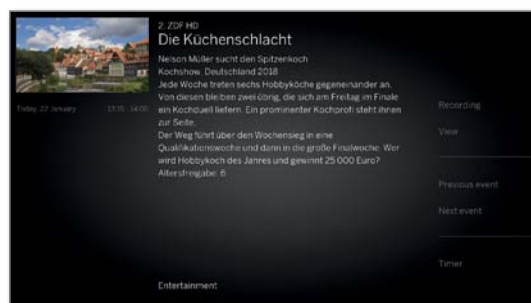 2. ZDF HD
Die Küchenschlacht
Nelson Müller sucht den Spitzenkoch
Kochshow. Deutschland 2018
Jede Woche treten sechs Hobbyköche gegeneinander an.
Von diesen bleiben zwei übrig, die sich am Freitag im Finale
ein Kochduell liefern. Ein prominenter Kochprofi steht ihnen
zur Seite.
Der Weg führt über den Wochensieg in eine
Qualifikationswoche und dann in die große Finalwoche. Wer
wird Hobbykoch des Jahres und gewinnt 25 000 Euro?
Altersfreigabe: 6
Today, 22 January 13:15 - 14:00
Recording
View
Previous event
Next event
Timer
Entertainment